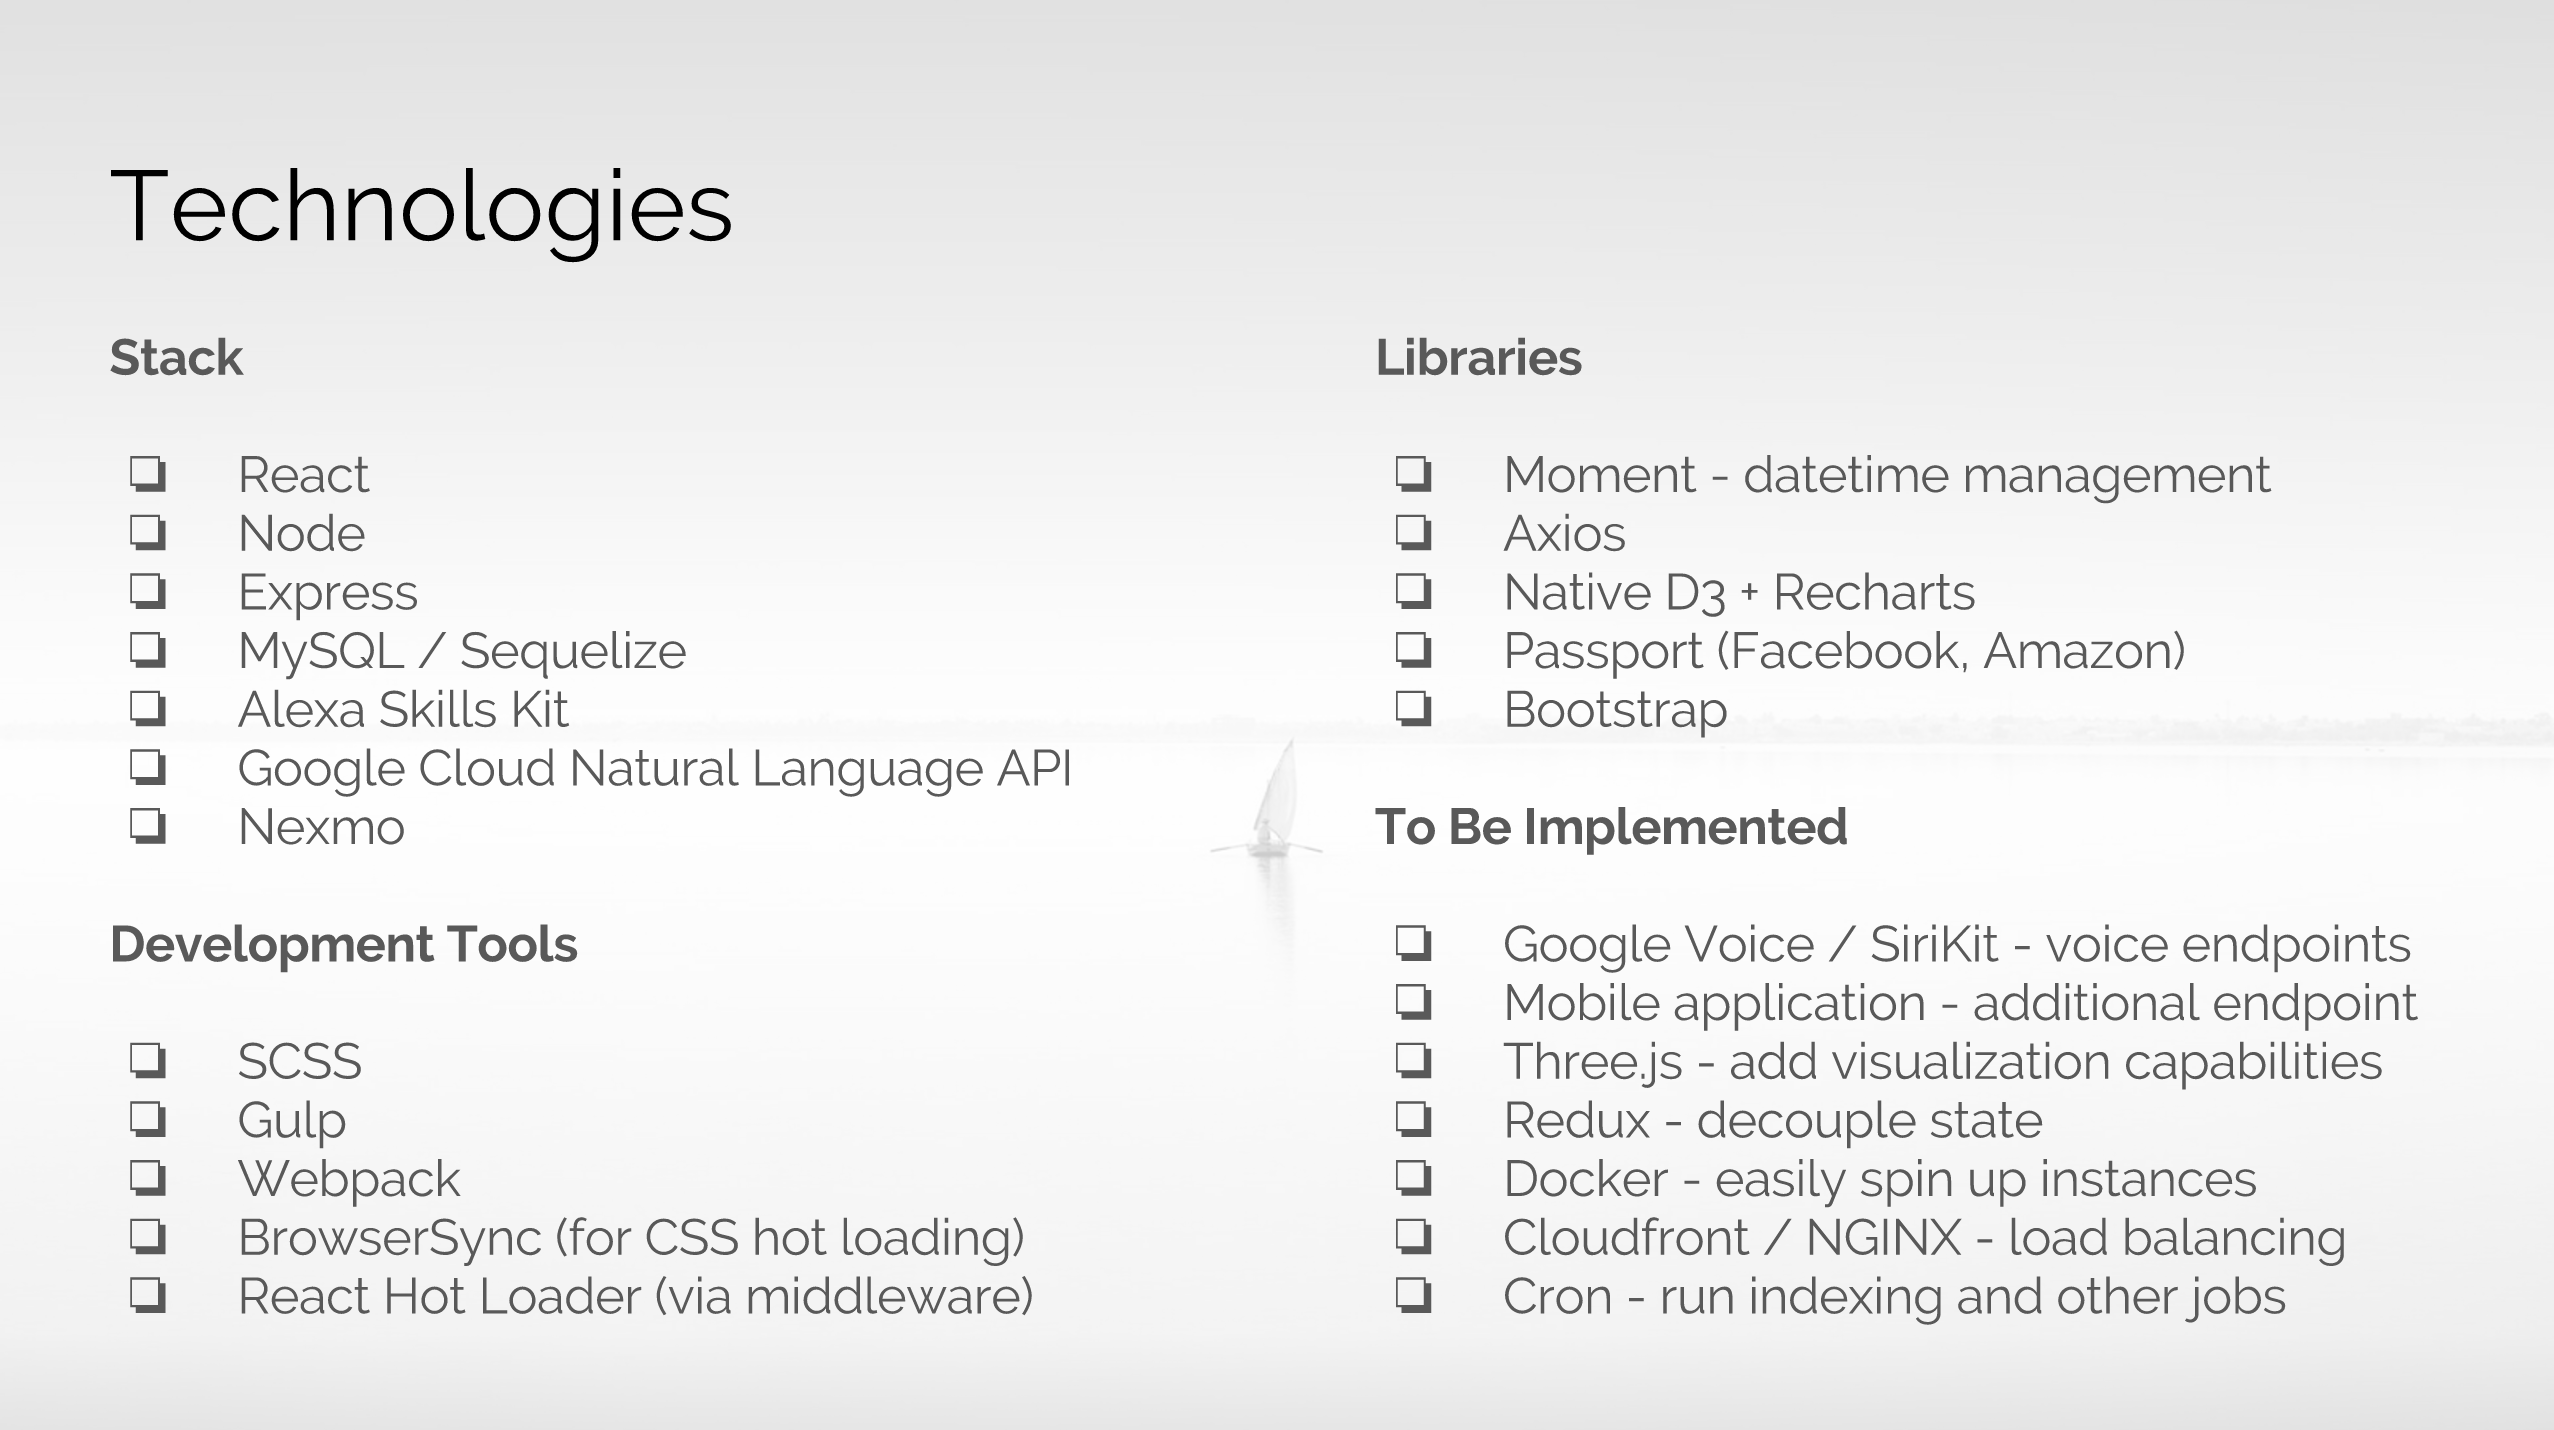 Technologies
Stack
❏ React
❏ Node
❏ Express
❏ MySQL / Sequelize
❏ Alexa Skills Kit
❏ Google Cloud Natural Language API
❏ Nexmo
Development Tools
❏ SCSS
❏ Gulp
❏ Webpack
❏ BrowserSync (for CSS hot loading)
❏ React Hot Loader (via middleware)
Libraries
❏ Moment - datetime management
❏ Axios
❏ Native D3 + Recharts
❏ Passport (Facebook, Amazon)
❏ Bootstrap
To Be Implemented
❏ Google Voice / SiriKit - voice endpoints
❏ Mobile application - additional endpoint
❏ Three.js - add visualization capabilities
❏ Redux - decouple state
❏ Docker - easily spin up instances
❏ Cloudfront / NGINX - load balancing
❏ Cron - run indexing and other jobs